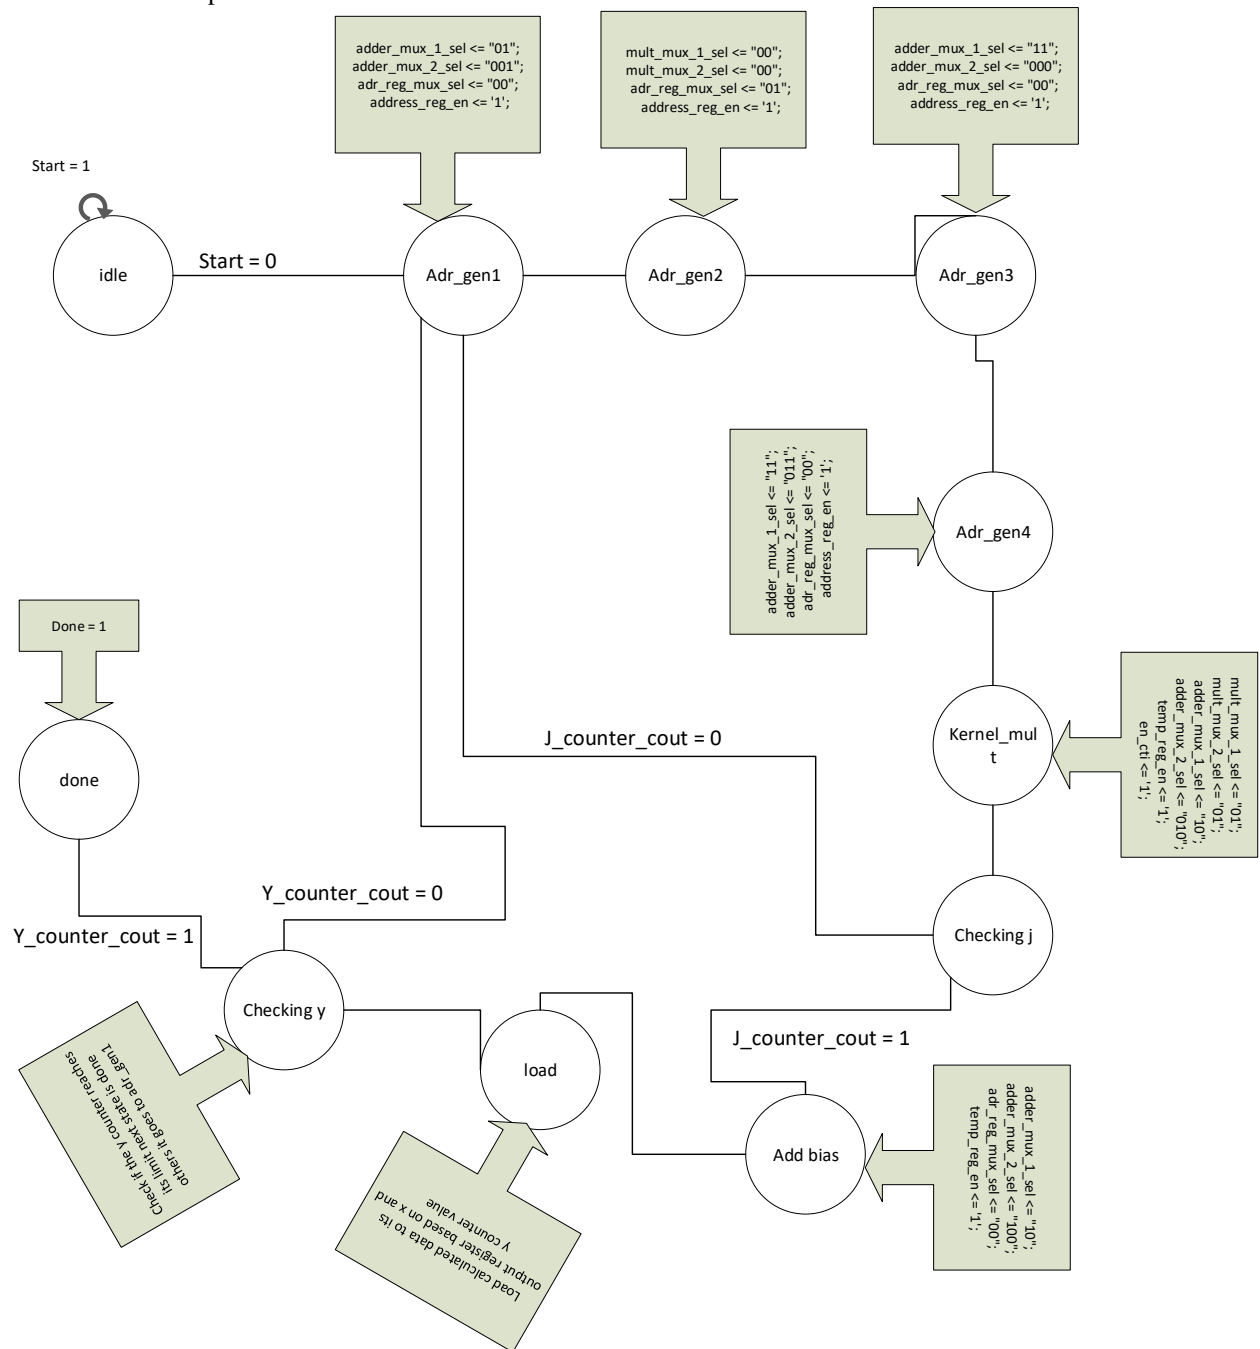 adder_mux_1_sel <= "01";
adder_mux_2_sel <= "001";
adr_reg_mux_sel <= "00";
address_reg_en <= '1';
mult_mux_1_sel <= "00";
mult_mux_2_sel <= "00";
adr_reg_mux_sel <= "01";
address_reg_en <= '1';
adder_mux_1_sel <= "11";
adder_mux_2_sel <= "000";
adr_reg_mux_sel <= "00";
address_reg_en <= '1';
Start = 1
idle
Start = 0
Adr_gen1
Adr_gen2
Adr_gen3
adder_mux_1_sel <= "11";
adder_mux_2_sel <= "011";
adr_reg_mux_sel <= "00";
address_reg_en <= '1';
Adr_gen4
Done = 1
done
J_counter_cout = 0
Kernel_mul
t
mult_mux_1_sel <= "01";
mult_mux_2_sel <= "01";
adder_mux_1_sel <= "10";
adder_mux_2_sel <= "010";
temp_reg_en <= '1';
en_cti <= '1';
Y_counter_cout = 0
Y_counter_cout = 1
Checking j
Checking y
load
J_counter_cout = 1
Add bias
adder_mux_1_sel <= "10";
adder_mux_2_sel <= "100";
adr_reg_mux_sel <= "00";
temp_reg_en <= '1';
Check if the y counter reaches
its limit next state is done
others it goes to adr_gen1
Load calculated data to its
output register based on x and
y counter value